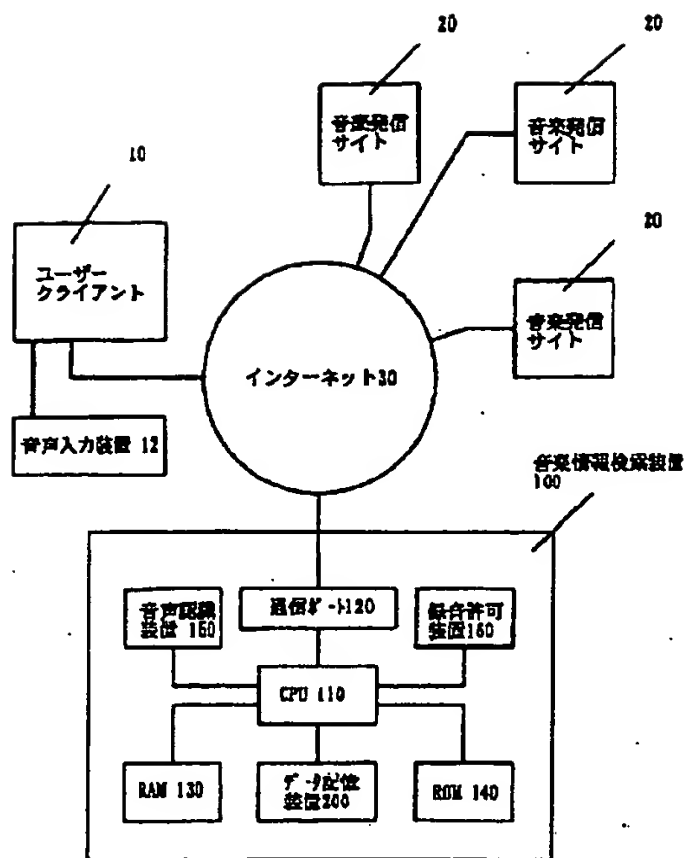 20
20
音楽発信
サイト
音楽発信
サイト
10
20
ユーザー
クライアント
音楽発信
サイト
インターネット30
音声入力装置 12
音楽情報検索装置
100
音声認識
装置 150
通信ポート120
録音許可
装置160
CPU 110
RAM 130
データ配信
装置200
ROM 140